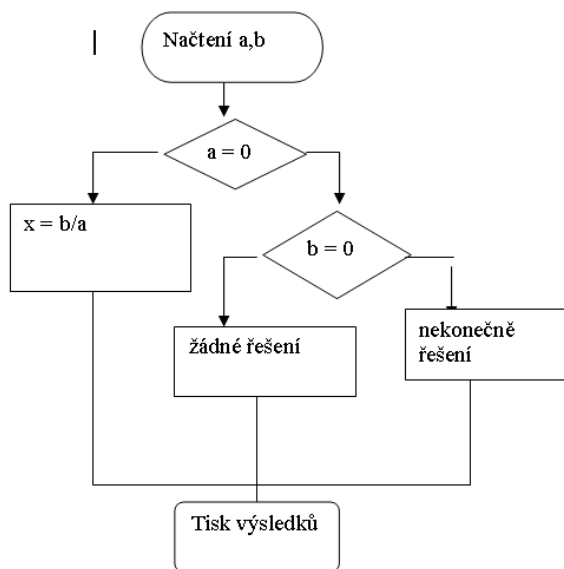 Načtení a,b
a = 0
x = b/a
b = 0
žádné řešení
nekonečně
řešení
Tisk výsledků